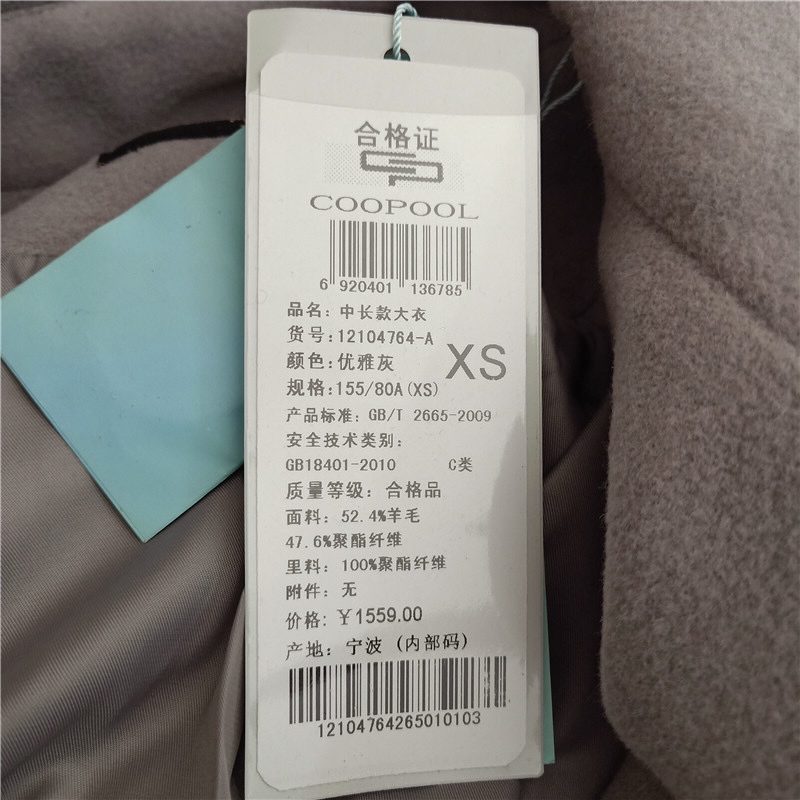 合格证
COOPOOL
6 920401 136785
品名：中长款大衣
货号：12104764-A
颜色：优雅灰
XS
规格：155/80A(XS)
产品标准：GB/T 2665-2009
安全技术类别：
GB18401-2010 C类
质量等级：合格品
面料：52.4%羊毛
47.6%聚酯纤维
里料：100%聚酯纤维
附件：无
价格：￥1559.00
产地：宁波 (内部码)
12104764265010103